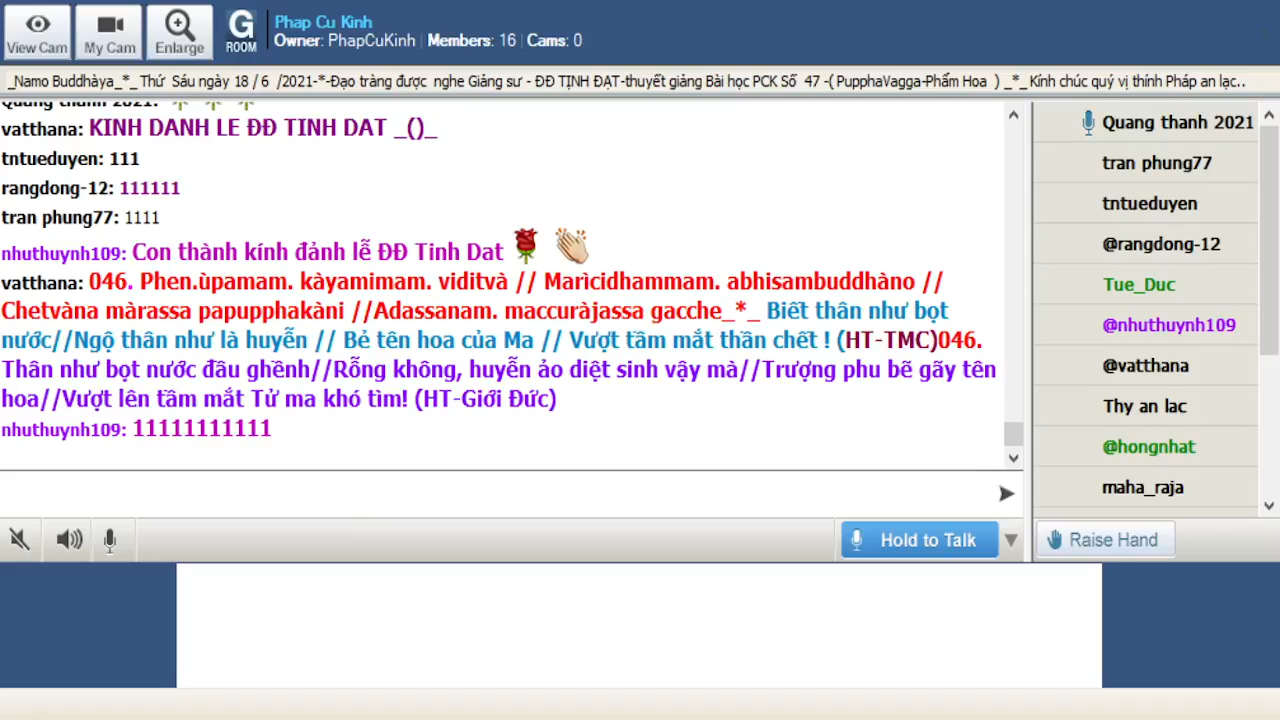 View Cam
My Cam
Enlarge
G
ROOM
Phap Cu Kinh
Owner: PhapCuKinh | Members: 16 | Cams: 0
_Namo Buddhàya_*_ Thứ Sáu ngày 18 / 6 /2021-*-Đạo tràng được nghe Giảng sư - ĐĐ TỊNH ĐẠT-thuyết giảng Bài học PCK Số 47 -( PupphaVagga-Phẩm Hoa ) _*_ Kính chúc quý vị thính Pháp an lạc..
Quang thanh 2021:
vatthana: KINH DANH LE ĐĐ TINH DAT _()_
tntueduyen: 111
rangdong-12: 111111
tran phung77: 1111
nhuthuynh109: Con thành kính đảnh lễ ĐĐ Tinh Dat
vatthana: 046. Phen.ùpamam. kàyamimam. viditvà // Marìcidhammam. abhisambuddhàno //
Chetvàna màrassa papupphakàni //Adassanam. maccuràjassa gacche_*_ Biết thân như bọt
nước//Ngộ thân như là huyễn // Bẻ tên hoa của Ma // Vượt tầm mắt thần chết ! (HT-TMC)046.
Thân như bọt nước đầu ghềnh//Rỗng không, huyễn ảo diệt sinh vậy mà//Trượng phu bẽ gãy tên
hoa//Vượt lên tầm mắt Tử ma khó tìm! (HT-Giới Đức)
nhuthuynh109: 11111111111
Hold to Talk
Quang thanh 2021
tran phung77
tntueduyen
@rangdong-12
Tue_Duc
@nhuthuynh109
@vatthana
Thy an lac
@hongnhat
maha_raja
Raise Hand